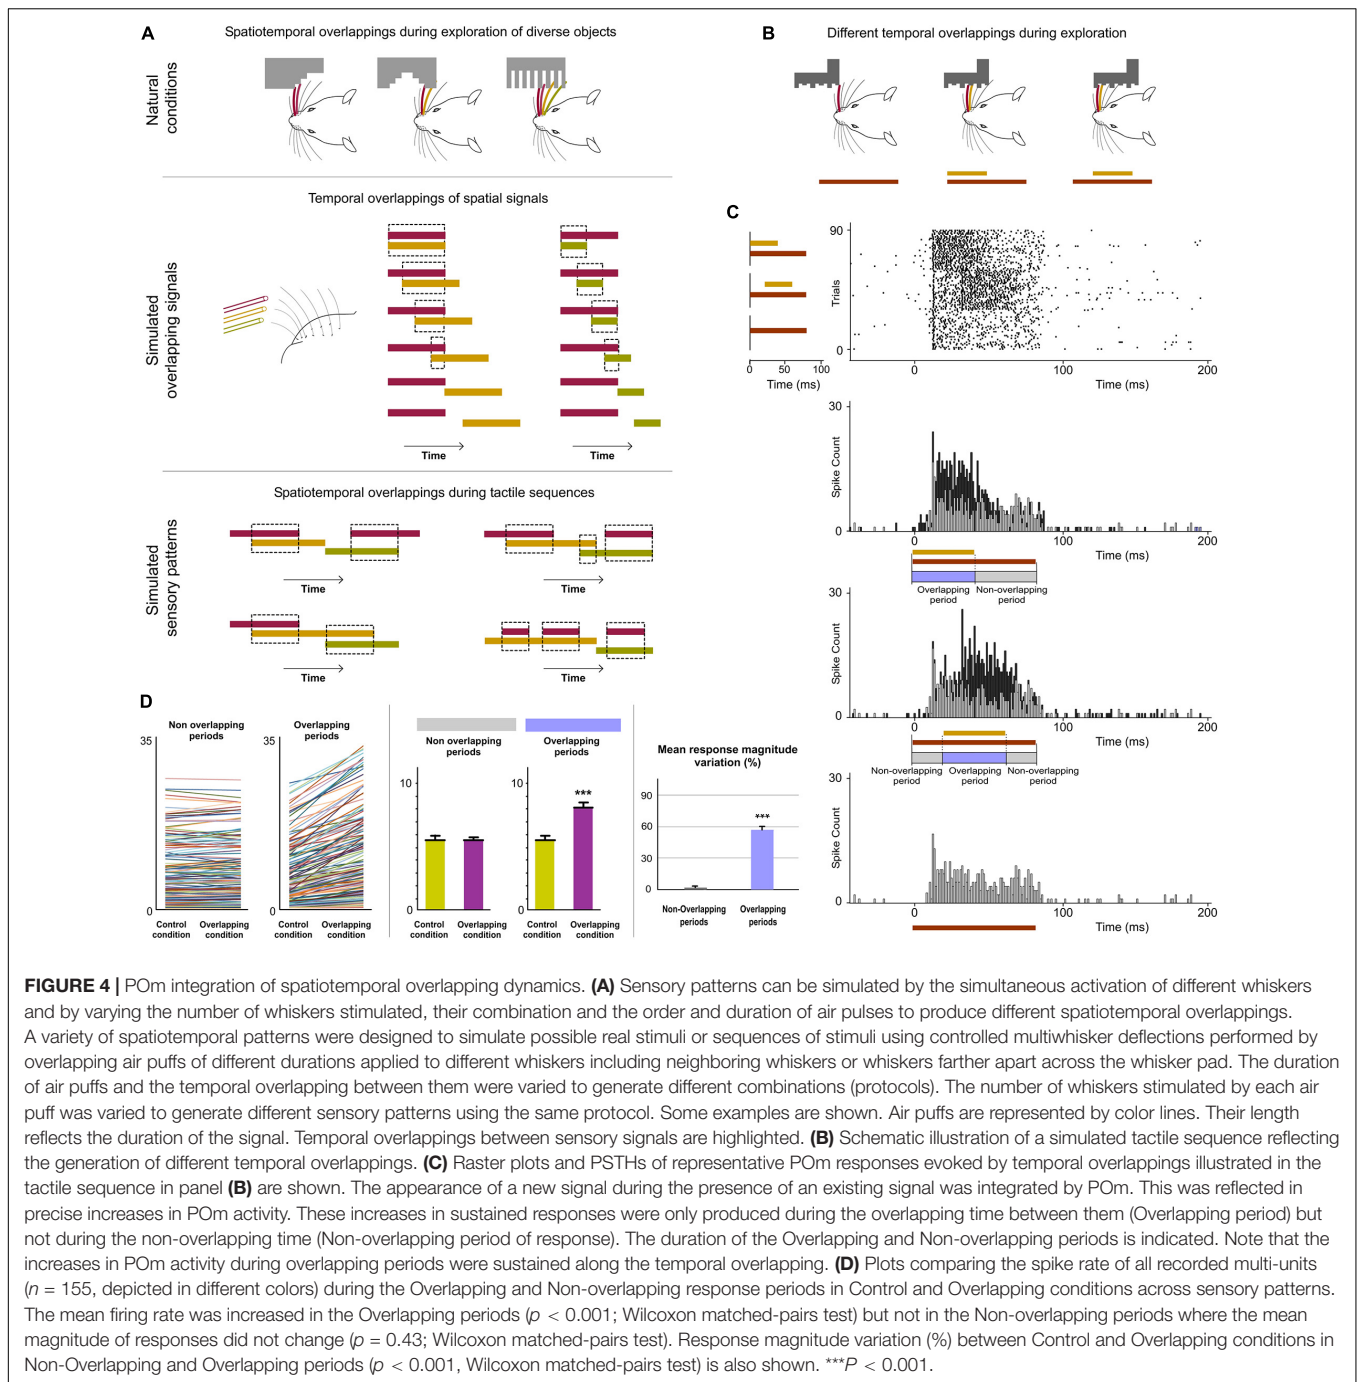 A
Spatiotemporal overlappings during exploration of diverse objects
Natural
conditions
Temporal overlappings of spatial signals
Simulated
overlapping signals
Time
Time
Spatiotemporal overlappings during tactile sequences
Simulated
sensory patterns
Time
Time
Time
Time
B
Different temporal overlappings during exploration
C
0
100
Time (ms)
90
Trials
0
0
100
200
Time (ms)
30
Spike Count
0
0
100
200
Time (ms)
Overlapping
period
Non-overlapping
period
30
Spike Count
0
0
100
200
Time (ms)
Non-overlapping
period
Overlapping
period
Non-overlapping
period
30
Spike Count
0
0
100
200
Time (ms)
D
Non overlapping
periods
35
0
Control
condition
Overlapping
condition
Overlapping
periods
35
0
Control
condition
Overlapping
condition
Non overlapping
periods
10
0
Control
condition
Overlapping
condition
Overlapping
periods
10
***
0
Control
condition
Overlapping
condition
Mean response magnitude
variation (%)
90
60
30
0
***
Non-Overlapping
periods
Overlapping
periods
FIGURE 4 | POm integration of spatiotemporal overlapping dynamics. (A) Sensory patterns can be simulated by the simultaneous activation of different whiskers
and by varying the number of whiskers stimulated, their combination and the order and duration of air pulses to produce different spatiotemporal overlappings.
A variety of spatiotemporal patterns were designed to simulate possible real stimuli or sequences of stimuli using controlled multiwhisker deflections performed by
overlapping air puffs of different durations applied to different whiskers including neighboring whiskers or whiskers farther apart across the whisker pad. The duration
of air puffs and the temporal overlapping between them were varied to generate different combinations (protocols). The number of whiskers stimulated by each air
puff was varied to generate different sensory patterns using the same protocol. Some examples are shown. Air puffs are represented by color lines. Their length
reflects the duration of the signal. Temporal overlappings between sensory signals are highlighted. (B) Schematic illustration of a simulated tactile sequence reflecting
the generation of different temporal overlappings. (C) Raster plots and PSTHs of representative POm responses evoked by temporal overlappings illustrated in the
tactile sequence in panel (B) are shown. The appearance of a new signal during the presence of an existing signal was integrated by POm. This was reflected in
precise increases in POm activity. These increases in sustained responses were only produced during the overlapping time between them (Overlapping period) but
not during the non-overlapping time (Non-overlapping period of response). The duration of the Overlapping and Non-overlapping periods is indicated. Note that the
increases in POm activity during overlapping periods were sustained along the temporal overlapping. (D) Plots comparing the spike rate of all recorded multi-units
(n = 155, depicted in different colors) during the Overlapping and Non-overlapping response periods in Control and Overlapping conditions across sensory patterns.
The mean firing rate was increased in the Overlapping periods (p < 0.001; Wilcoxon matched-pairs test) but not in the Non-overlapping periods where the mean
magnitude of responses did not change (p = 0.43; Wilcoxon matched-pairs test). Response magnitude variation (%) between Control and Overlapping conditions in
Non-Overlapping and Overlapping periods (p < 0.001, Wilcoxon matched-pairs test) is also shown. ***P < 0.001.